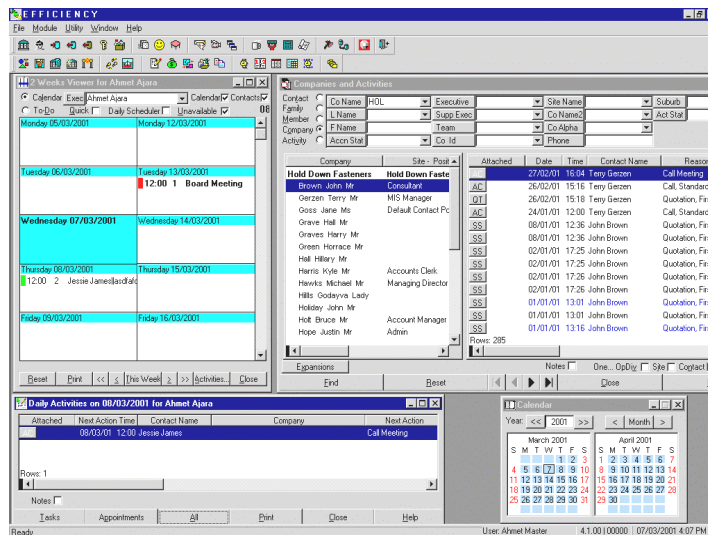 EFFICIENCY
File Module Utility Window Help
2 Weeks Viewer for Ahmet Ajara
Calendar Exec Ahmet Ajara Calendar Contacts
To Do Quick Daily Scheduler Unavailable 08
Monday 05/03/2001 Monday 12/03/2001
Tuesday 06/03/2001 Tuesday 13/03/2001
12:00 1 Board Meeting
Wednesday 07/03/2001 Wednesday 14/03/2001
Thursday 08/03/2001 Thursday 15/03/2001
12:00 2 Jessie James
Friday 09/03/2001 Friday 16/03/2001
Reset Print << < This Week > >> Activities... Close
Companies and Activities
Contact Co Name HOL Executive Site Name Suburb
Family L Name Supp Exec Co Name2 Act Stat
Member
Company F Name Team Co Alpha
Activity Accn Stat Co Id Phone
Company Site - Posit
Hold Down Fasteners Hold Down Faste
Brown John Mr Consultant
Gerzen Terry Mr MIS Manager
Goss Jane Ms Default Contact Pc
Grave Hall Mr
Graves Harry Mr
Green Horrace Mr
Hall Hillary Mr
Harris Kyle Mr Accounts Clerk
Hawks Michael Mr Managing Director
Hillis Godayva Lady
Holiday John Mr
Holt Bruce Mr Account Manager
Hope Justin Mr Admin
Attached Date Time Contact Name Reaso
AC 27/02/01 16:04 Terry Gerzen Call Meeting
AC 26/02/01 15:16 Terry Gerzen Call, Standard
QT 26/02/01 15:18 Terry Gerzen Quotation, Firs
AC 24/01/01 12:00 Terry Gerzen Call, Standard
SS 08/01/01 12:36 John Brown Quotation, Firs
SS 08/01/01 12:36 John Brown Quotation, Firs
SS 02/01/01 17:25 John Brown Quotation, Firs
SS 02/01/01 17:25 John Brown Quotation, Firs
SS 02/01/01 17:26 John Brown Quotation, Firs
SS 02/01/01 17:26 John Brown Quotation, Firs
SS 01/01/01 13:01 John Brown Quotation, Firs
SS 01/01/01 13:01 John Brown Quotation, Firs
SS 01/01/01 13:16 John Brown Quotation, Firs
Rows: 285
Expansions Notes One... OpDiv Site Contact
Find Reset Close
Daily Activities on 08/03/2001 for Ahmet Ajara
Attached Next Action Time Contact Name Company Next Action
AC 08/03/01 12:00 Jessie James Call Meeting
Rows: 1
Notes
Tasks Appointments All Print Close Help
Calendar
Year: << 2001 >> < Month >
March 2001 April 2001
S M T W T F S S M T W T F S
1 2 3 1 2 3 4 5 6 7
4 5 6 7 8 9 10 8 9 10 11 12 13 14
11 12 13 14 15 16 17 15 16 17 18 19 20 21
18 19 20 21 22 23 24 22 23 24 25 26 27 28
25 26 27 28 29 30 31 29 30
Ready User: Ahmet Master 4.1.00 | 00000 07/03/2001 4:07 PM